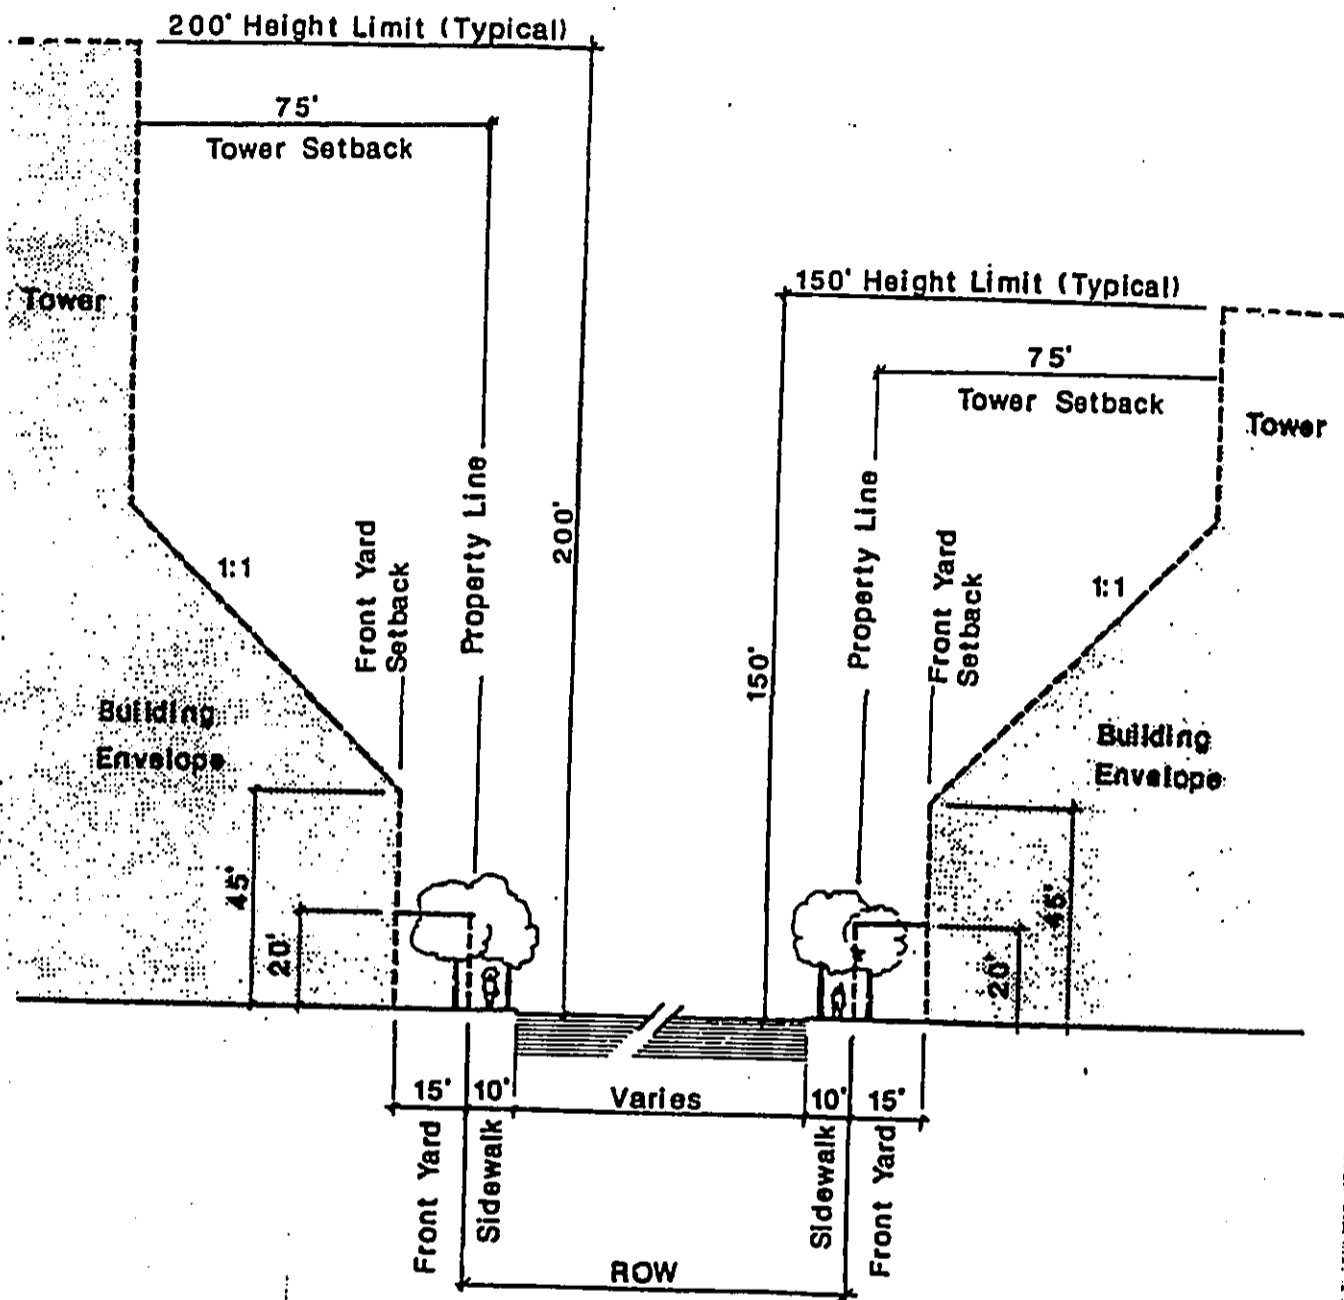 200' Height Limit (Typical)
75'
Tower Setback
Tower
150' Height Limit (Typical)
75'
Tower Setback
Tower
1:1
Front Yard
Setback
Property Line
200'
150'
Property Line
Front Yard
Setback
1:1
Building
Envelope
Building
Envelope
45'
20'
45'
20'
15'
10'
Varies
10'
15'
Front Yard
Sidewalk
Sidewalk
Front Yard
ROW